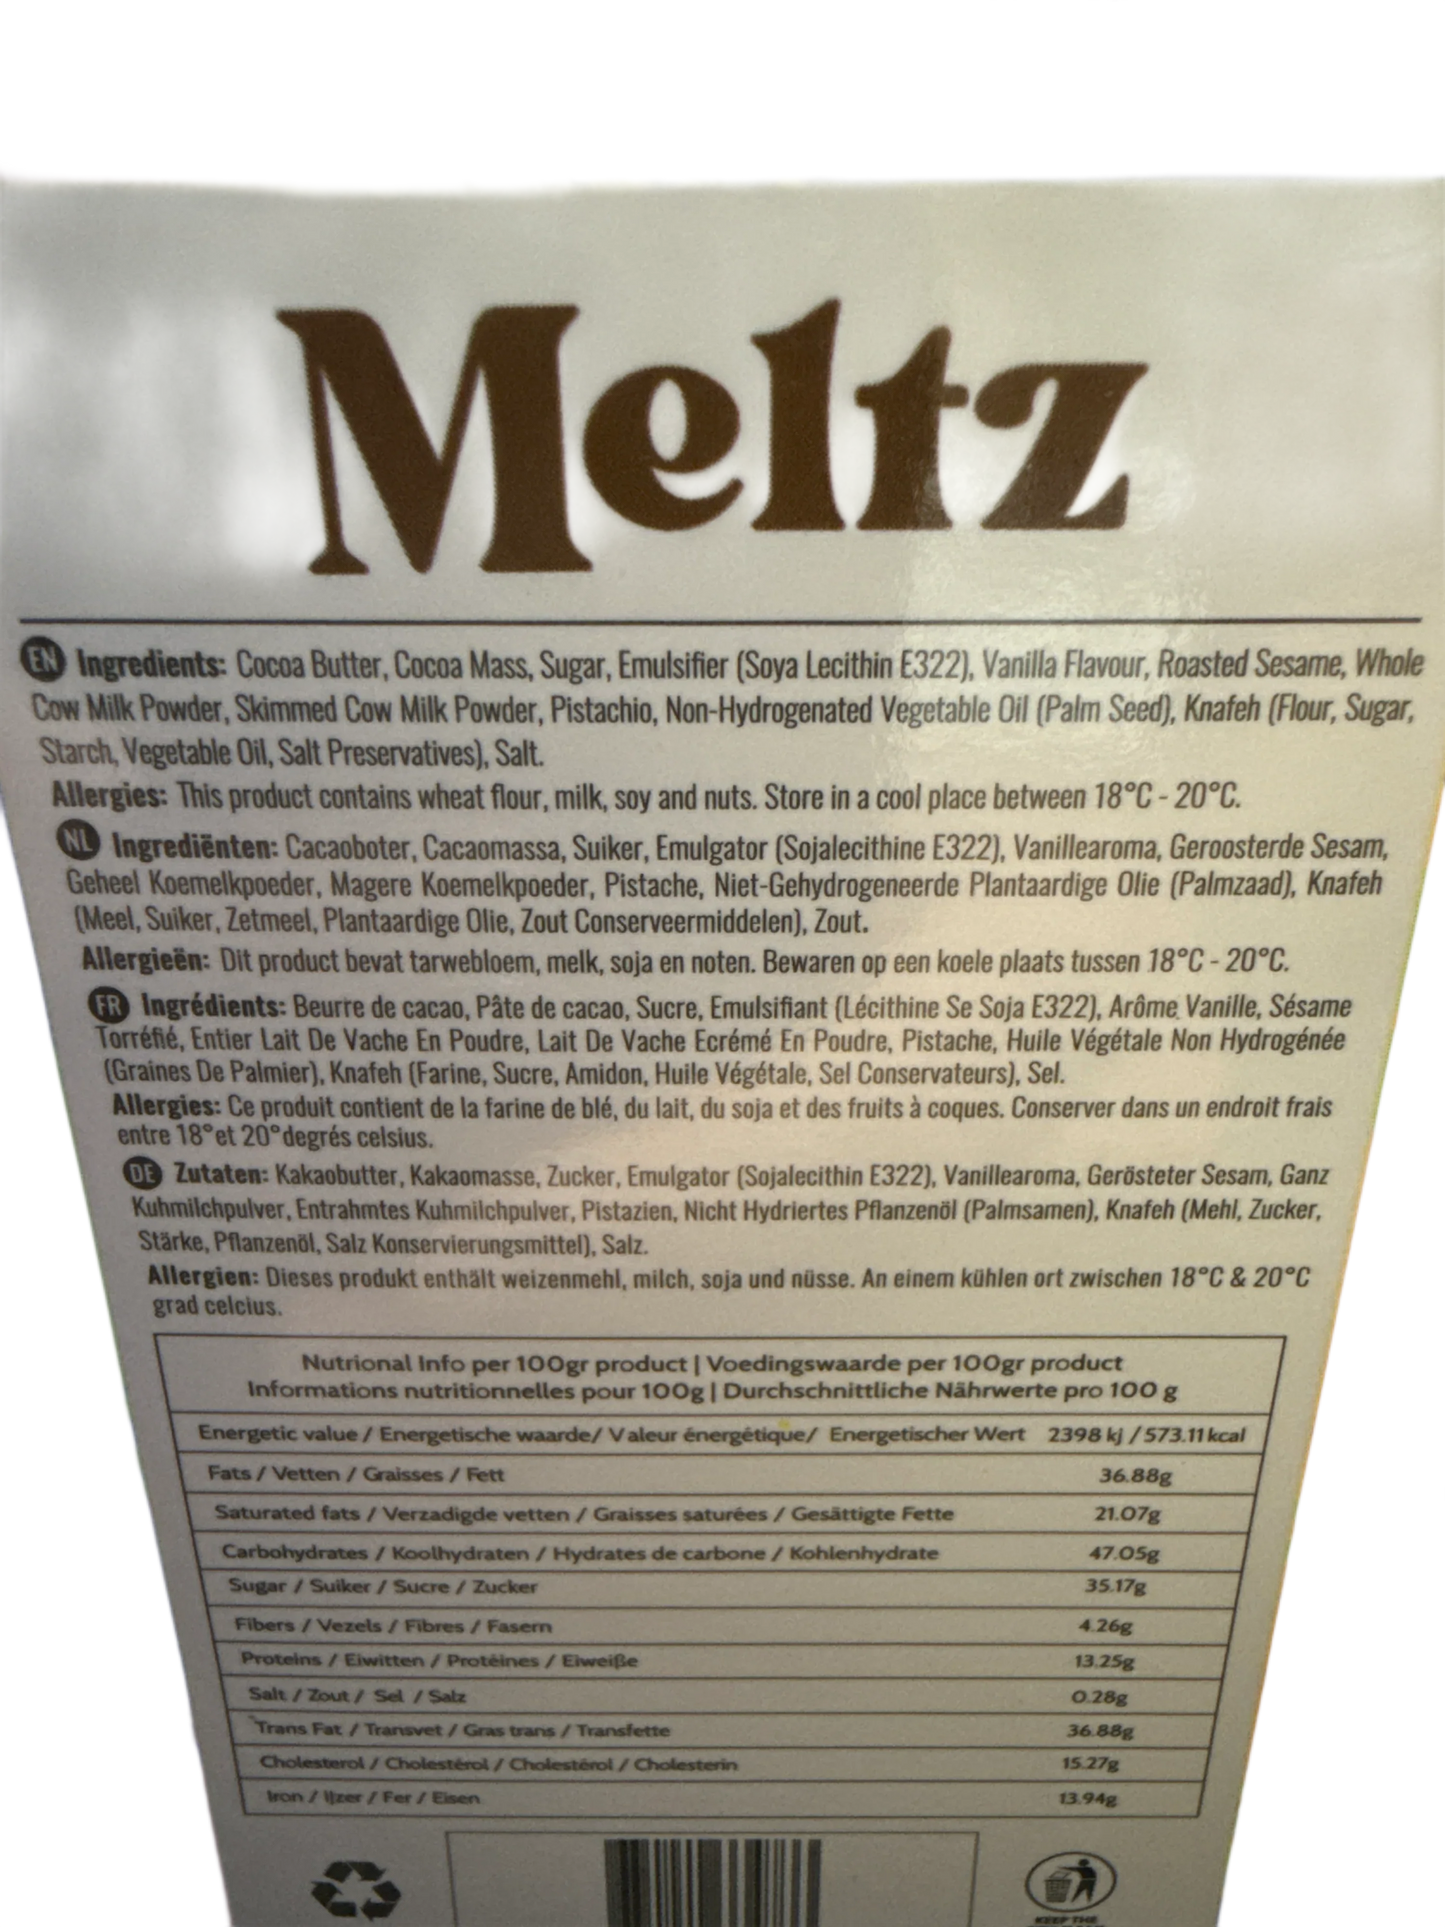 Meltz
EN Ingredients: Cocoa Butter, Cocoa Mass, Sugar, Emulsifier (Soya Lecithin E322), Vanilla Flavour, Roasted Sesame, Whole
Cow Milk Powder, Skimmed Cow Milk Powder, Pistachio, Non-Hydrogenated Vegetable Oil (Palm Seed), Knafeh (Flour, Sugar,
Starch, Vegetable Oil, Salt Preservatives), Salt.
Allergies: This product contains wheat flour, milk, soy and nuts. Store in a cool place between 18°C - 20°C.
NL Ingrediënten: Cacaoboter, Cacaomassa, Suiker, Emulgator (Sojalecithine E322), Vanillearoma, Geroosterde Sesam,
Geheel Koemelkpoeder, Magere Koemelkpoeder, Pistache, Niet-Gehydrogeneerde Plantaardige Olie (Palmzaad), Knafeh
(Meel, Suiker, Zetmeel, Plantaardige Olie, Zout Conserveermiddelen), Zout.
Allergieën: Dit product bevat tarwebloem, melk, soja en noten. Bewaren op een koele plaats tussen 18°C - 20°C.
FR Ingrédients: Beurre de cacao, Pâte de cacao, Sucre, Emulsifiant (Lécithine Se Soja E322), Arôme Vanille, Sésame
Torréfié, Entier Lait De Vache En Poudre, Lait De Vache Ecrémé En Poudre, Pistache, Huile Végétale Non Hydrogénée
(Graines De Palmier), Knafeh (Farine, Sucre, Amidon, Huile Végétale, Sel Conservateurs), Sel.
Allergies: Ce produit contient de la farine de blé, du lait, du soja et des fruits à coques. Conserver dans un endroit frais
entre 18°et 20°degrés celsius.
DE Zutaten: Kakaobutter, Kakaomasse, Zucker, Emulgator (Sojalecithin E322), Vanillearoma, Gerösteter Sesam, Ganz
Kuhmilchpulver, Entrahmtes Kuhmilchpulver, Pistazien, Nicht Hydriertes Pflanzenöl (Palmsamen), Knafeh (Mehl, Zucker,
Stärke, Pflanzenöl, Salz Konservierungsmittel), Salz.
Allergien: Dieses produkt enthält weizenmehl, milch, soja und nüsse. An einem kühlen ort zwischen 18°C & 20°C
grad celcius.
Nutrional Info per 100gr product | Voedingswaarde per 100gr product
Informations nutritionnelles pour 100g | Durchschnittliche Nährwerte pro 100 g
Energetic value / Energetische waarde/ Valeur énergétique/ Energetischer Wert 2398 kj / 573.11 kcal
Fats / Vetten / Graisses / Fett 36.88g
Saturated fats / Verzadigde vetten / Graisses saturées / Gesättigte Fette 21.07g
Carbohydrates / Koolhydraten / Hydrates de carbone / Kohlenhydrate 47.05g
Sugar / Suiker / Sucre / Zucker 35.17g
Fibers / Vezels / Fibres / Fasern 4.26g
Proteins / Eiwitten / Protéines / Eiweiße 13.25g
Salt / Zout / Sel / Salz 0.28g
Trans Fat / Transvet / Gras trans / Transfette 36.88g
Cholesterol / Cholestérol / Cholestérol / Cholesterin 15.27g
Iron / Ijzer / Fer / Eisen 13.94g
KEEP THE